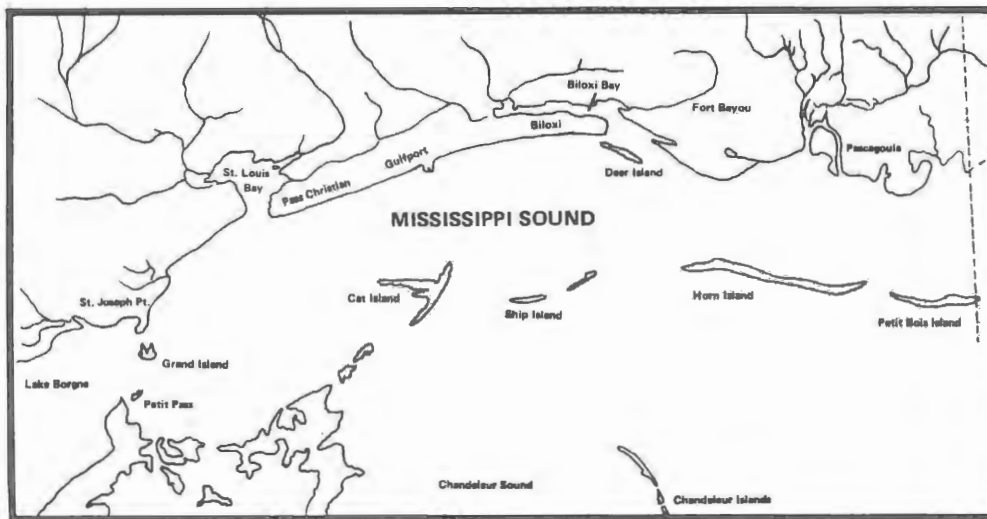 Biloxi Bay
Fort Bayou
Biloxi
Pascagoula
Gulfport
St. Louis
Bay
Deer Island
Pass Christian
MISSISSIPPI SOUND
Cat Island
Ship Island
Horn Island
St. Joseph Pt.
Petit Bois Island
Grand Island
Lake Borgne
Petit Pass
Chandeleur Sound
Chandeleur Islands